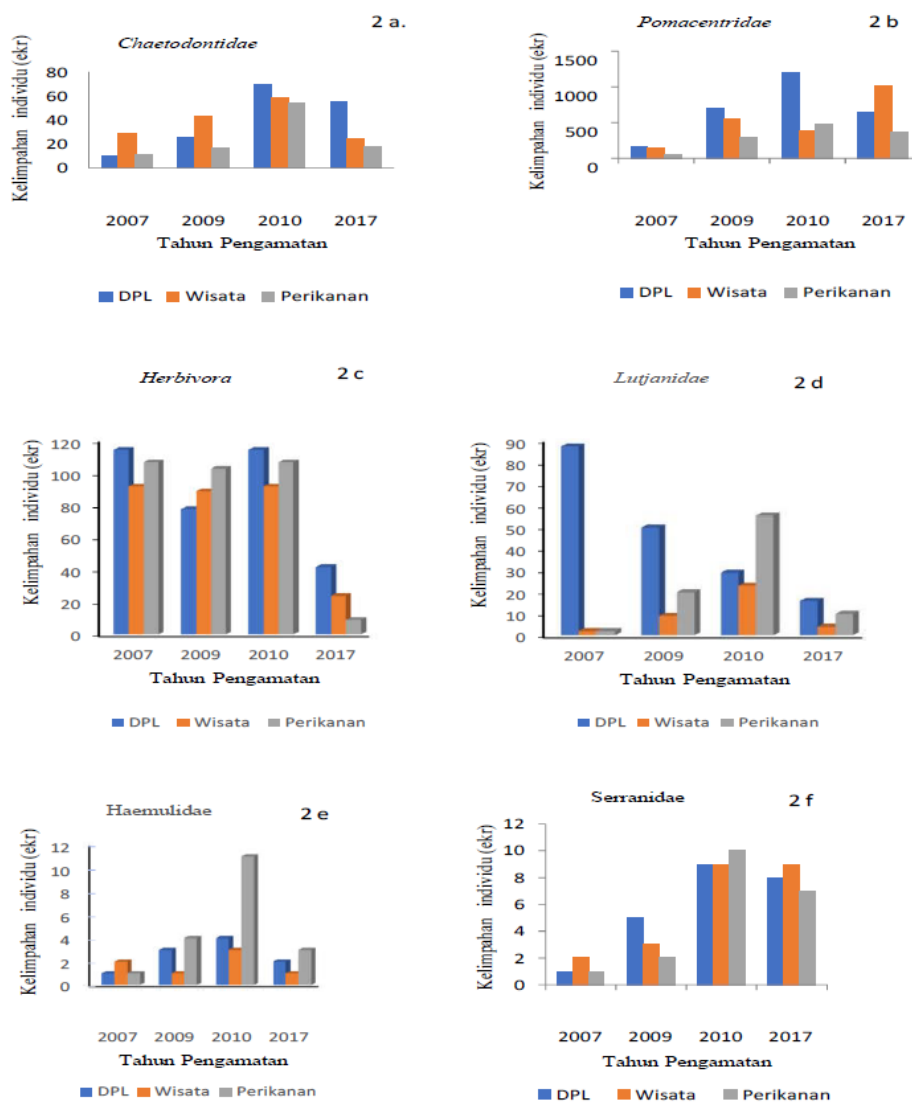 2 a.
Chaetodontidae
Kelimpahan individu (ekr)
80
60
40
20
0
2007 2009 2010 2017
Tahun Pengamatan
DPL Wisata Perikanan
2 b
Pomacentridae
Kelimpahan individu (ekr)
1500
1000
500
0
2007 2009 2010 2017
Tahun Pengamatan
DPL Wisata Perikanan
2 c
Herbivora
Kelimpahan individu (ekr)
120
100
80
60
40
20
0
2007 2009 2010 2017
Tahun Pengamatan
DPL Wisata Perikanan
2 d
Lutjanidae
Kelimpahan individu (ekr)
90
80
70
60
50
40
30
20
10
0
2007 2009 2010 2017
Tahun Pengamatan
DPL Wisata Perikanan
2 e
Haemulidae
Kelimpahan individu (ekr)
12
10
8
6
4
2
0
2007 2009 2010 2017
Tahun Pengamatan
DPL Wisata Perikanan
2 f
Serranidae
Kelimpahan individu (ekr)
12
10
8
6
4
2
0
2007 2009 2010 2017
Tahun Pengamatan
DPL Wisata Perikanan